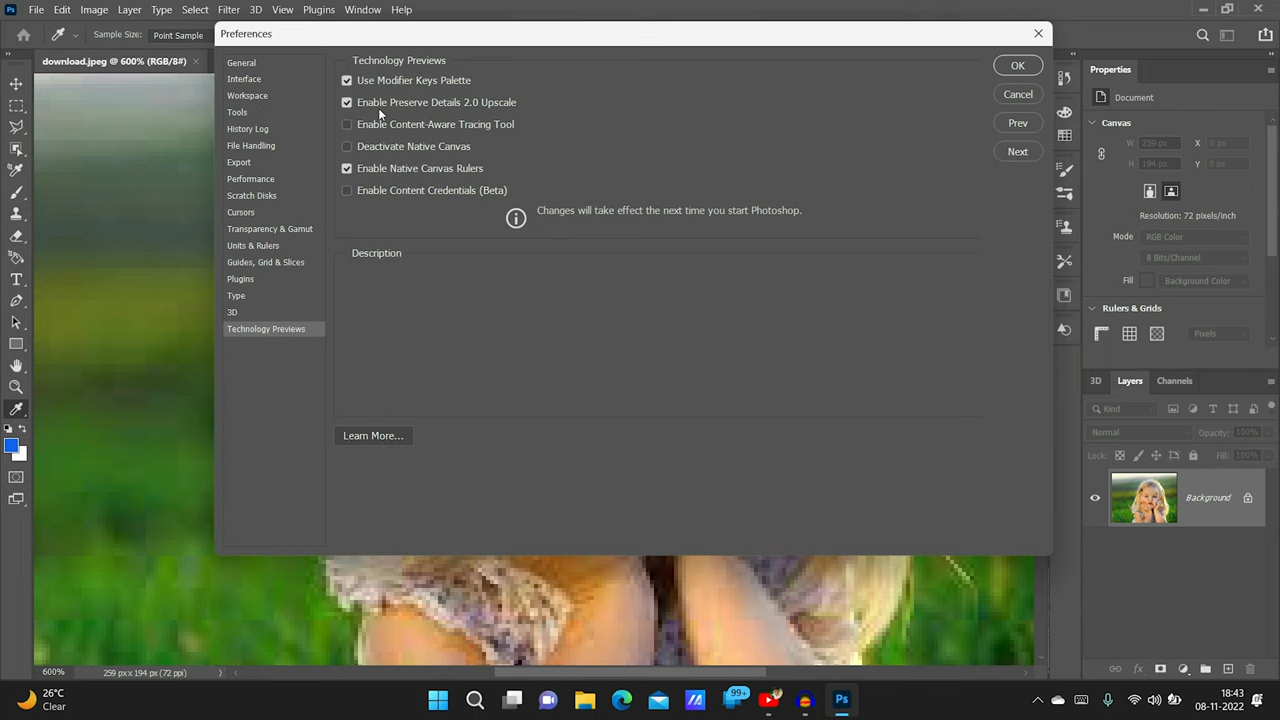 Ps File Edit Image Layer Type Select Filter 3D View Plugins Window Help
Sample Size: Point Sample
download.jpeg @ 600% (RGB/8#) ×
Preferences
General
Interface
Workspace
Tools
History Log
File Handling
Export
Performance
Scratch Disks
Cursors
Transparency & Gamut
Units & Rulers
Guides, Grid & Slices
Plugins
Type
3D
Technology Previews
Technology Previews
Use Modifier Keys Palette
Enable Preserve Details 2.0 Upscale
Enable Content-Aware Tracing Tool
Deactivate Native Canvas
Enable Native Canvas Rulers
Enable Content Credentials (Beta)
Changes will take effect the next time you start Photoshop.
Description
Learn More...
OK
Cancel
Prev
Next
Properties
Document
Canvas
W 259 px X 0 px
H 194 px Y 0 px
Resolution: 72 pixels/inch
Mode RGB Color
8 Bits/Channel
Fill Background Color
Rulers & Grids
Pixels
3D Layers Channels
Kind
Normal Opacity: 100%
Lock: Fill: 100%
Background
600% 259 px x 194 px (72 ppi)
26°C
Clear
99+
Ps
18:43
08-11-2022